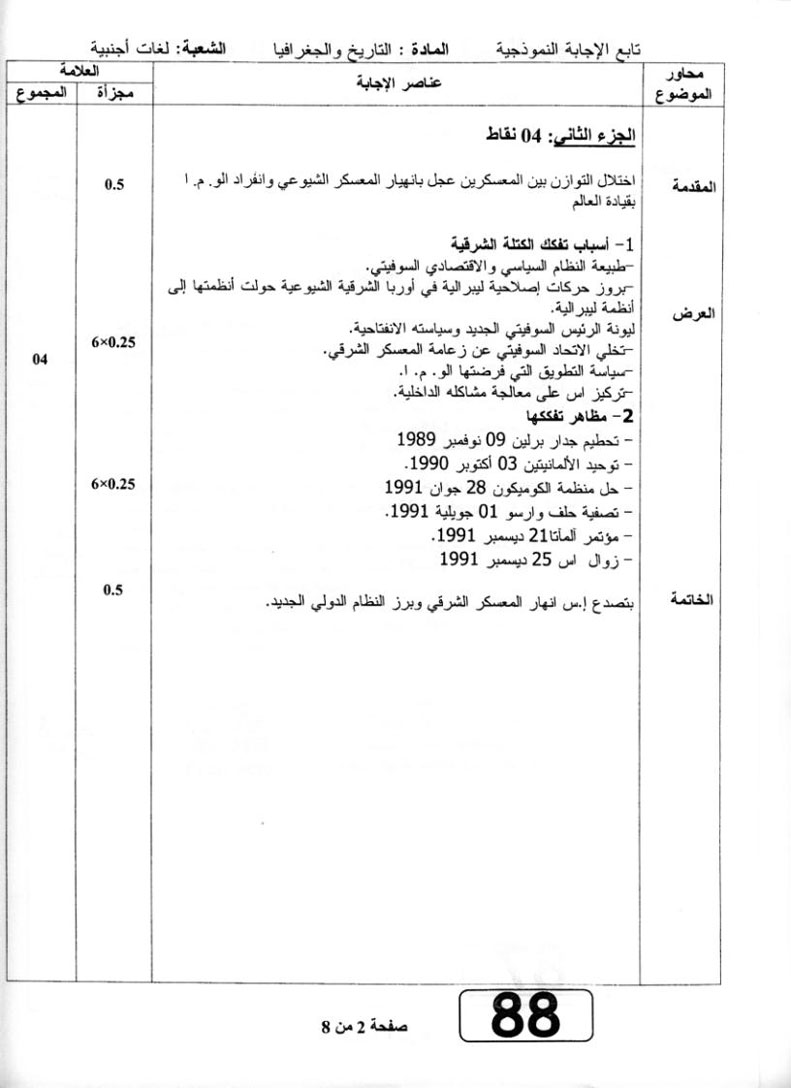 تابع الإجابة النموذجية المادة : التاريخ والجغرافيا الشعبة: لغات أجنبية
محاور الموضوع عناصر الإجابة العلامة
مجزأة المجموع
الجزء الثاني: 04 نقاط
المقدمة اختلال التوازن بين المعسكرين عجل بانهيار المعسكر الشيوعي وانفراد الو. م. ا 0.5
بقيادة العالم
1- أسباب تفكك الكتلة الشرقية
-طبيعة النظام السياسي والاقتصادي السوفيتي.
-بروز حركات إصلاحية ليبرالية في أوربا الشرقية الشيوعية حولت أنظمتها إلى
العرض أنظمة ليبرالية.
ليونة الرئيس السوفيتي الجديد وسياسته الانفتاحية.
-تخلي الاتحاد السوفيتي عن زعامة المعسكر الشرقي. 6×0.25
-سياسة التطويق التي فرضتها الو. م. ا. 04
-تركيز اس على معالجة مشاكله الداخلية.
2- مظاهر تفككها
- تحطيم جدار برلين 09 نوفمبر 1989
- توحيد الألمانيتين 03 أكتوبر 1990.
- حل منظمة الكوميكون 28 جوان 1991 6×0.25
- تصفية حلف وارسو 01 جويلية 1991.
- مؤتمر ألمآتا21 ديسمبر 1991.
- زوال اس 25 ديسمبر 1991
الخاتمة بتصدع إ.س انهار المعسكر الشرقي وبرز النظام الدولي الجديد. 0.5
88
صفحة 2 من 8